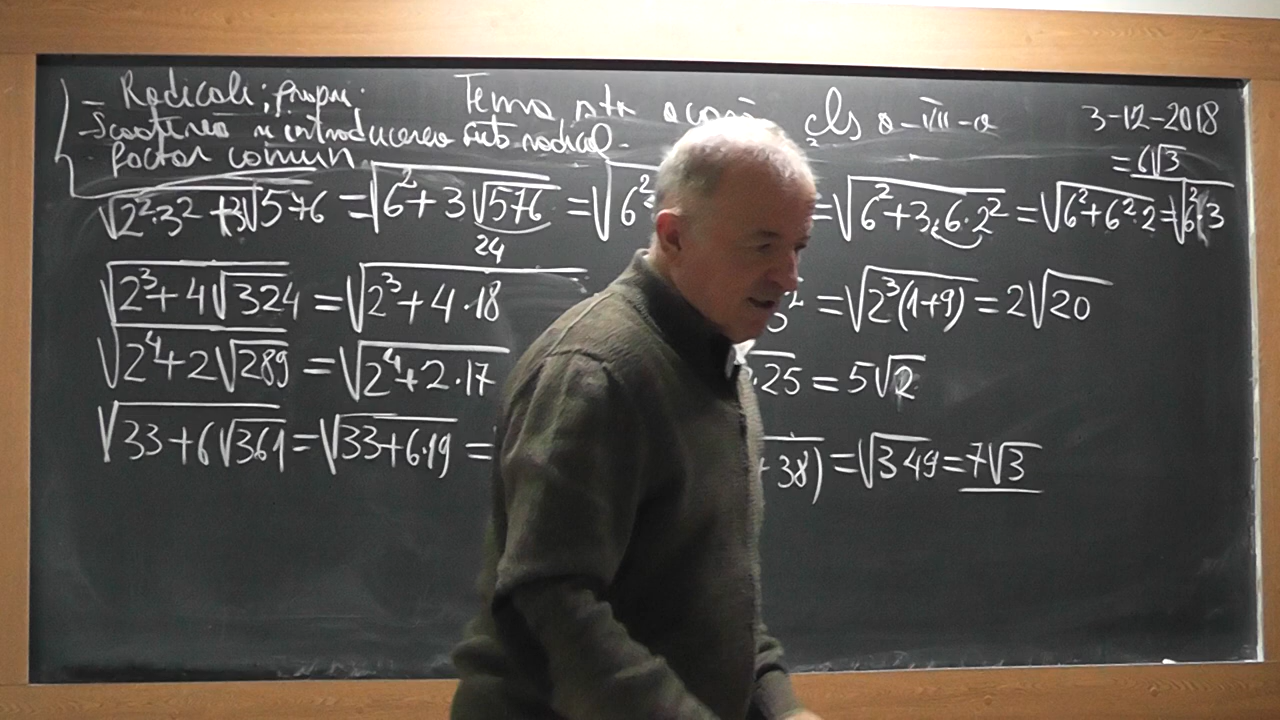 - Radicali; propr; Tema ptr acasă cls a-VII-a 3-12-2018
- Scoaterea și introducerea sub radical. = 6√3
factor comun
√(2²·3² + 3√576) = √(6² + 3√576) = √(6² = √(6² + 3·6·2²) = √(6² + 6²·2) = √(6²·3)
24
√(2³ + 4√324) = √(2³ + 4·18) 3² = √(2³(1+9)) = 2√20
√(2⁴ + 2√289) = √(2⁴ + 2·17) ·25 = 5√2
√(33 + 6√361) = √(33 + 6·19) = + 38) = √(3·49) = 7√3